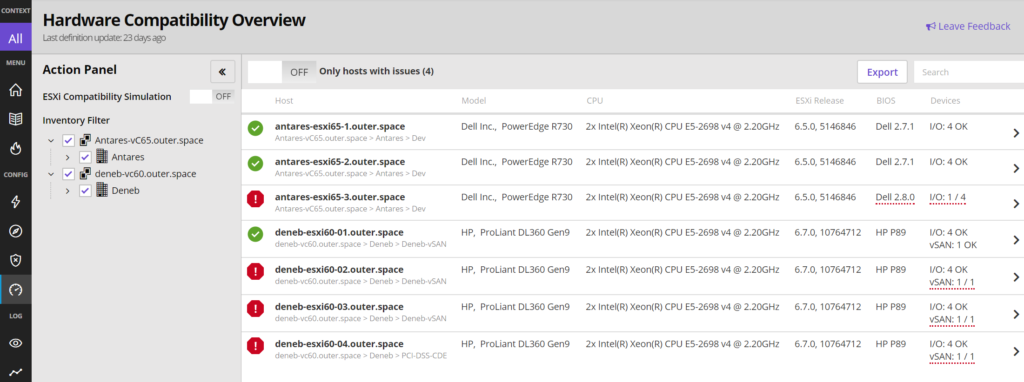 CONTEXT
All
MENU
CONFIG
LOG
Hardware Compatibility Overview
Last definition update: 23 days ago
Leave Feedback
Action Panel
ESXi Compatibility Simulation OFF
Inventory Filter
Antares-vC65.outer.space
Antares
deneb-vc60.outer.space
Deneb
OFF Only hosts with issues (4)
Export
Search
Host Model CPU ESXi Release BIOS Devices
antares-esxi65-1.outer.space Dell Inc., PowerEdge R730 2x Intel(R) Xeon(R) CPU E5-2698 v4 @ 2.20GHz 6.5.0, 5146846 Dell 2.7.1 I/O: 4 OK
Antares-vC65.outer.space > Antares > Dev
antares-esxi65-2.outer.space Dell Inc., PowerEdge R730 2x Intel(R) Xeon(R) CPU E5-2698 v4 @ 2.20GHz 6.5.0, 5146846 Dell 2.7.1 I/O: 4 OK
Antares-vC65.outer.space > Antares > Dev
antares-esxi65-3.outer.space Dell Inc., PowerEdge R730 2x Intel(R) Xeon(R) CPU E5-2698 v4 @ 2.20GHz 6.5.0, 5146846 Dell 2.8.0 I/O: 1 / 4
Antares-vC65.outer.space > Antares > Dev
deneb-esxi60-01.outer.space HP, ProLiant DL360 Gen9 2x Intel(R) Xeon(R) CPU E5-2698 v4 @ 2.20GHz 6.7.0, 10764712 HP P89 I/O: 4 OK
deneb-vc60.outer.space > Deneb > Deneb-vSAN vSAN: 1 OK
deneb-esxi60-02.outer.space HP, ProLiant DL360 Gen9 2x Intel(R) Xeon(R) CPU E5-2698 v4 @ 2.20GHz 6.7.0, 10764712 HP P89 I/O: 4 OK
deneb-vc60.outer.space > Deneb > Deneb-vSAN vSAN: 1 / 1
deneb-esxi60-03.outer.space HP, ProLiant DL360 Gen9 2x Intel(R) Xeon(R) CPU E5-2698 v4 @ 2.20GHz 6.7.0, 10764712 HP P89 I/O: 4 OK
deneb-vc60.outer.space > Deneb > Deneb-vSAN vSAN: 1 / 1
deneb-esxi60-04.outer.space HP, ProLiant DL360 Gen9 2x Intel(R) Xeon(R) CPU E5-2698 v4 @ 2.20GHz 6.7.0, 10764712 HP P89 I/O: 4 OK
deneb-vc60.outer.space > Deneb > PCI-DSS-CDE vSAN: 1 / 1